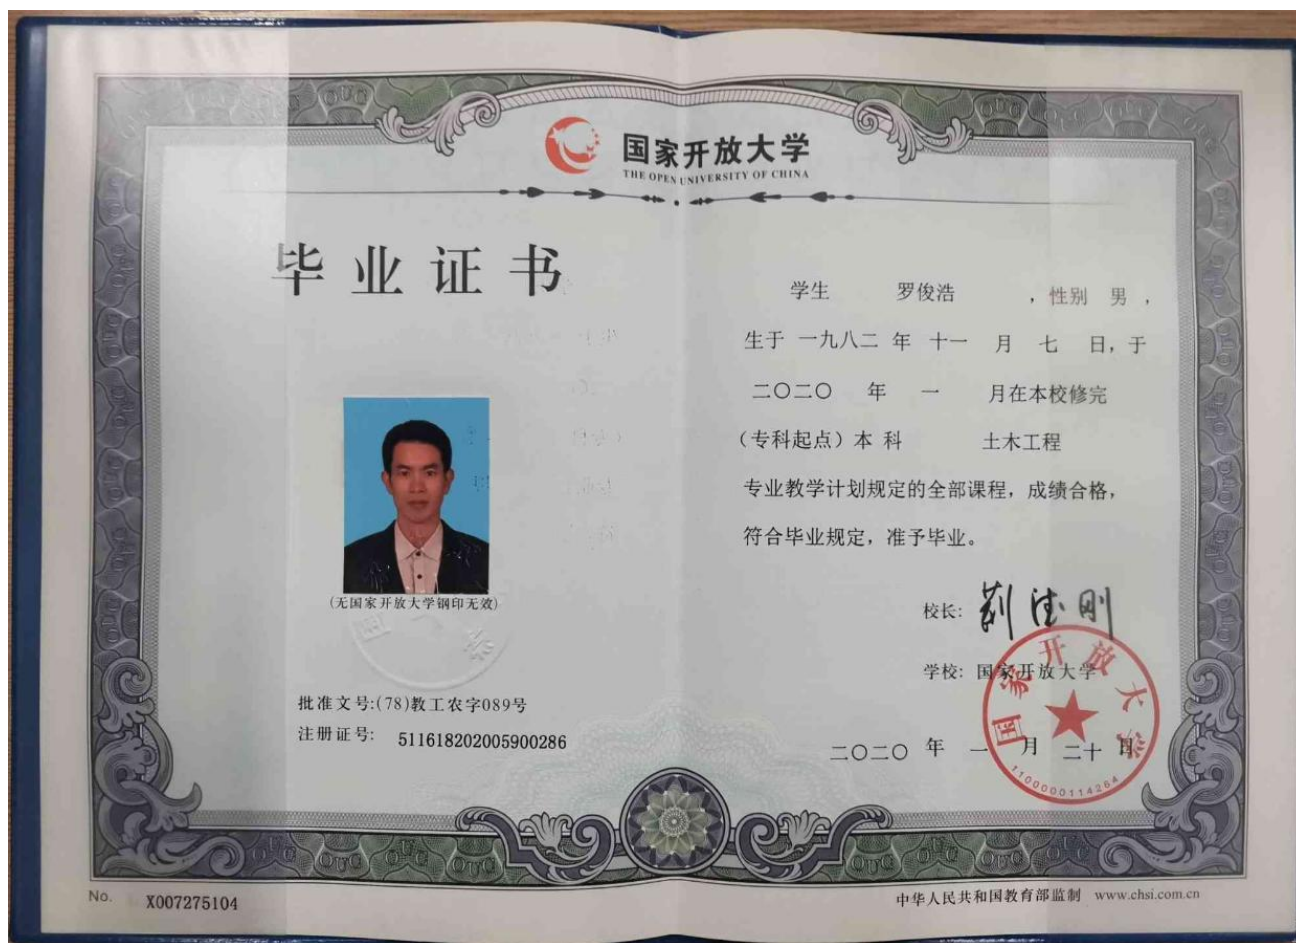 国家开放大学
THE OPEN UNIVERSITY OF CHINA
毕业证书
(无国家开放大学钢印无效)
批准文号:(78)教工农字089号
注册证号: 511618202005900286
学生 罗俊浩 ，性别 男 ，
生于 一九八二 年 十一 月 七 日，于
二〇二〇 年 一 月在本校修完
（专科起点）本 科 土木工程
专业教学计划规定的全部课程，成绩合格，
符合毕业规定，准予毕业。
校长:
学校: 国家开放大学
国家开放大学
1100000114264
二〇二〇 年 一 月 二十 日
No. X007275104
中华人民共和国教育部监制 www.chsi.com.cn